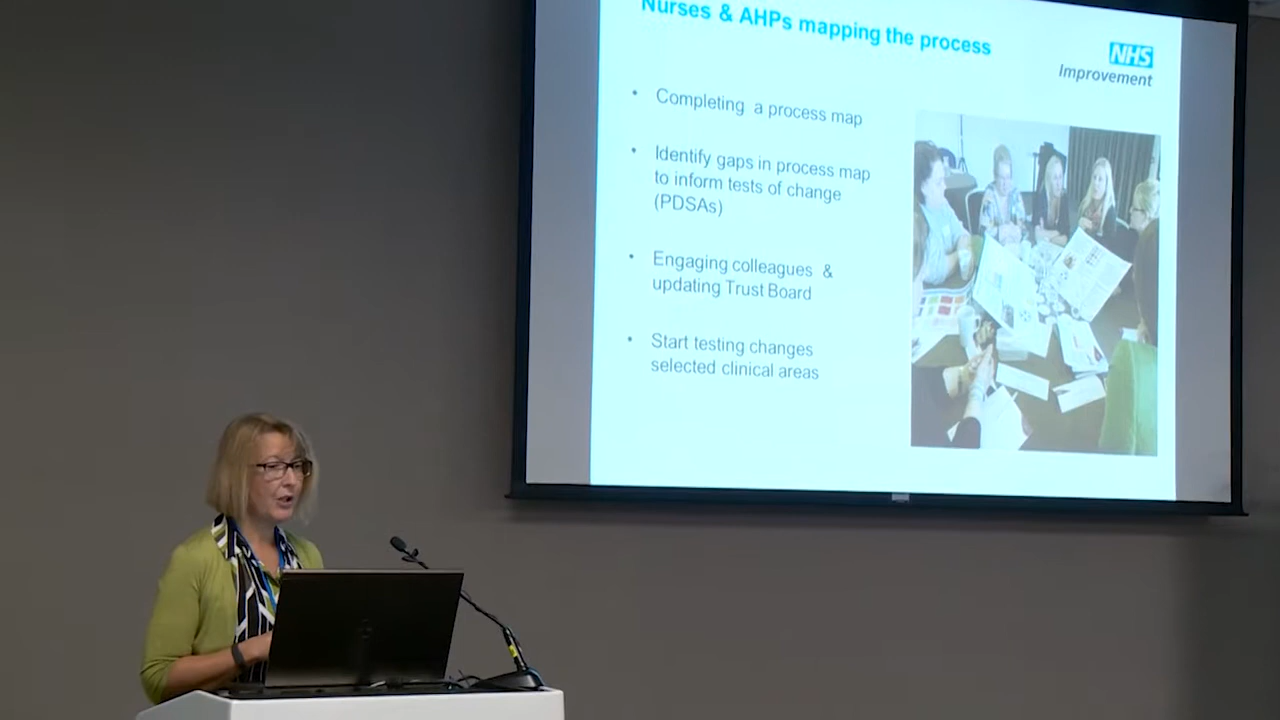 Nurses & AHPs mapping the process
NHS
Improvement
• Completing a process map
• Identify gaps in process map
to inform tests of change
(PDSAs)
• Engaging colleagues &
updating Trust Board
• Start testing changes
selected clinical areas